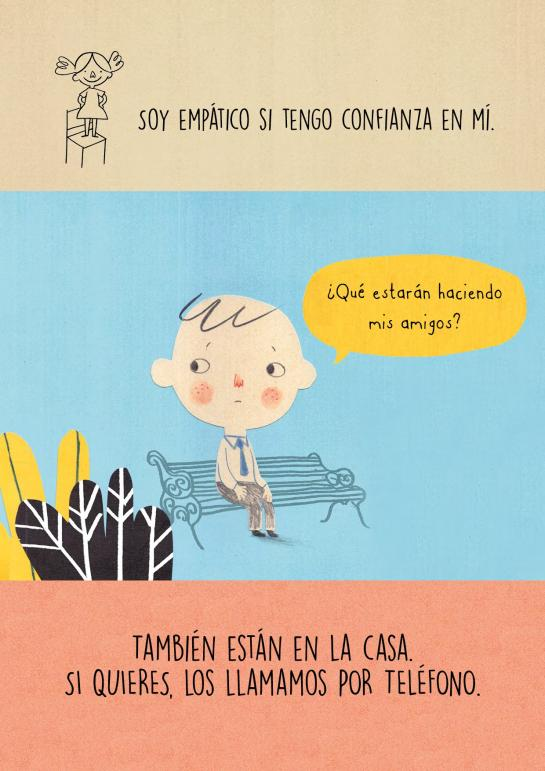 SOY EMPÁTICO SI TENGO CONFIANZA EN MÍ.
¿Qué estarán haciendo
mis amigos?
TAMBIÉN ESTÁN EN LA CASA.
SI QUIERES, LOS LLAMAMOS POR TELÉFONO.